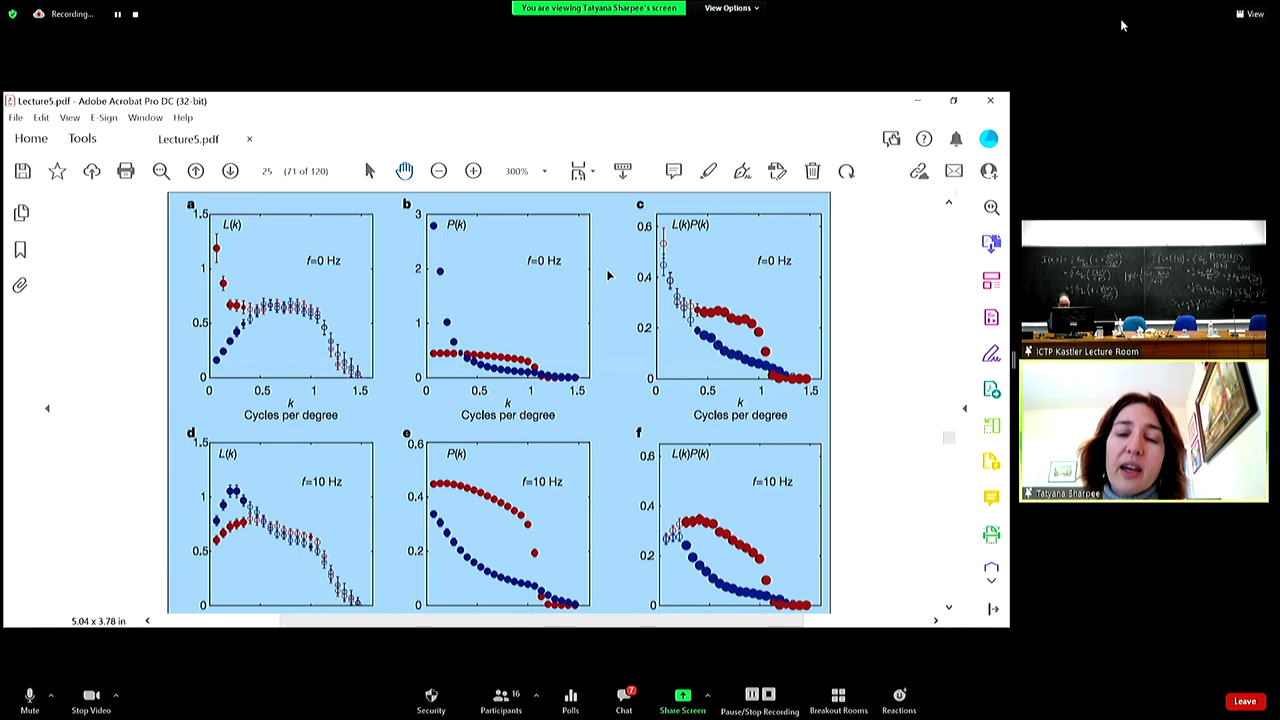 Recording...
You are viewing Tatyana Sharpee's screen
View Options
View
Lecture5.pdf - Adobe Acrobat Pro DC (32-bit)
File Edit View E-Sign Window Help
Home Tools Lecture5.pdf ×
25 (71 of 120) 300%
a b c
1.5 L(k) f=0 Hz 1 0.5 0
0 0.5 1 1.5
k
Cycles per degree
3 P(k) f=0 Hz 2 1 0
0 0.5 1 1.5
k
Cycles per degree
0.6 L(k)P(k) f=0 Hz 0.4 0.2 0
0 0.5 1 1.5
k
Cycles per degree
d e f
1.5 L(k) f=10 Hz 1 0.5 0
0.6 P(k) f=10 Hz 0.4 0.2 0
0.6 L(k)P(k) f=10 Hz 0.4 0.2 0
5.04 x 3.78 in
ICTP Kastler Lecture Room
Tatyana Sharpee
Mute Stop Video Security Participants 16 Polls Chat 7 Share Screen Pause/Stop Recording Breakout Rooms Reactions Leave